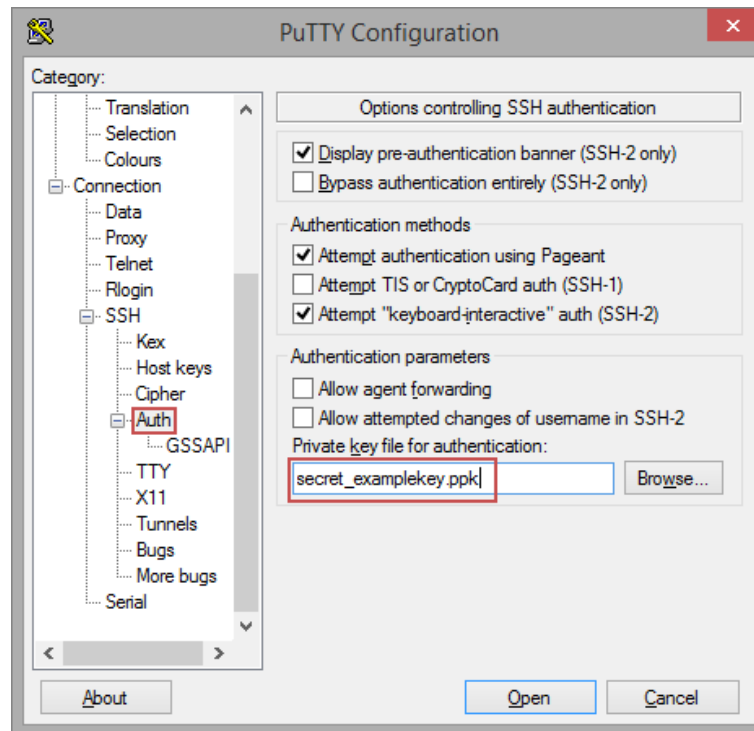 PuTTY Configuration
Category:
Translation
Selection
Colours
Connection
Data
Proxy
Telnet
Rlogin
SSH
Kex
Host keys
Cipher
Auth
GSSAPI
TTY
X11
Tunnels
Bugs
More bugs
Serial
Options controlling SSH authentication
Display pre-authentication banner (SSH-2 only)
Bypass authentication entirely (SSH-2 only)
Authentication methods
Attempt authentication using Pageant
Attempt TIS or CryptoCard auth (SSH-1)
Attempt "keyboard-interactive" auth (SSH-2)
Authentication parameters
Allow agent forwarding
Allow attempted changes of username in SSH-2
Private key file for authentication:
secret_examplekey.ppk
Browse...
About
Open
Cancel